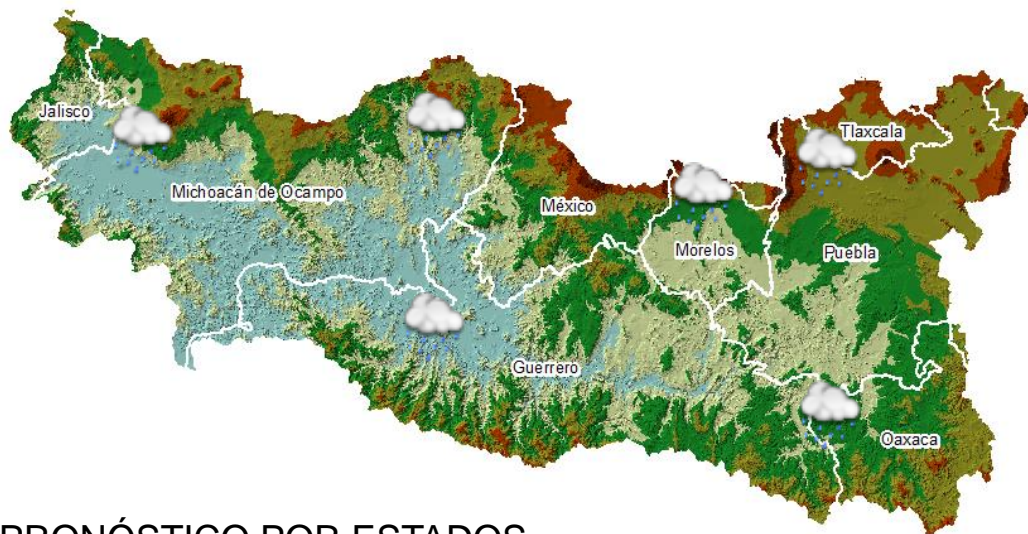 Jalisco
Tlaxcala
Michoacán de Ocampo
México
Morelos
Puebla
Guerrero
Oaxaca
PRONÓSTICO POR ESTADOS